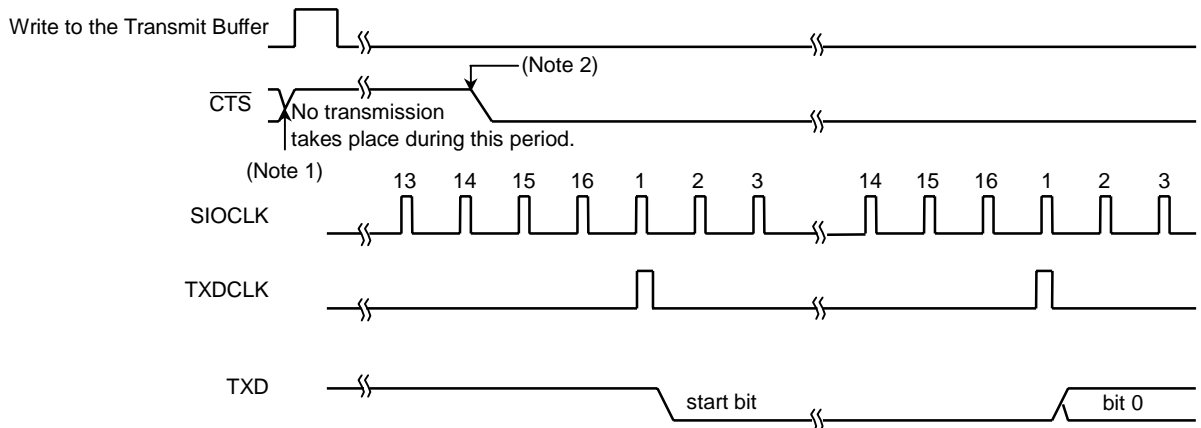 Write to the Transmit Buffer
(Note 2)
CTS
No transmission
takes place during this period.
(Note 1)
13 14 15 16 1 2 3 14 15 16 1 2 3
SIOCLK
TXDCLK
TXD
start bit
bit 0